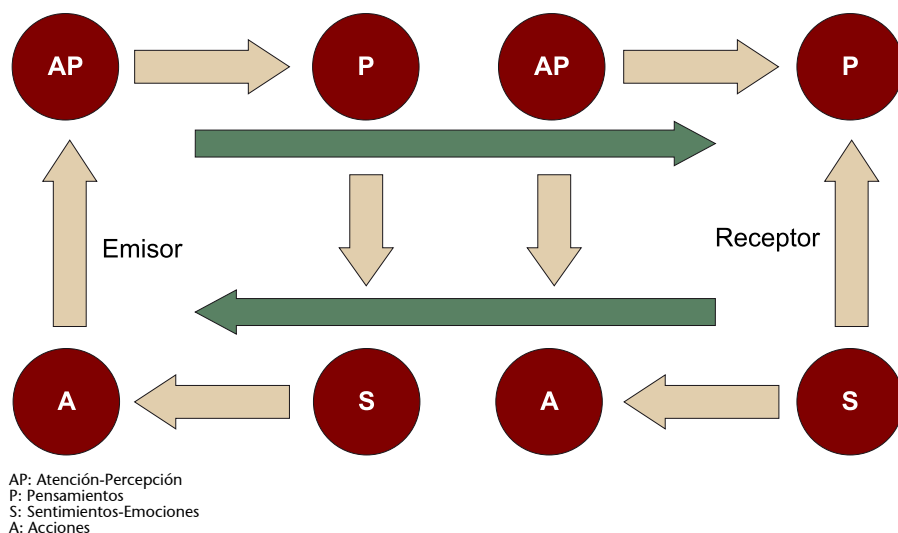 AP P AP P
Emisor Receptor
A S A S
AP: Atención-Percepción
P: Pensamientos
S: Sentimientos-Emociones
A: Acciones